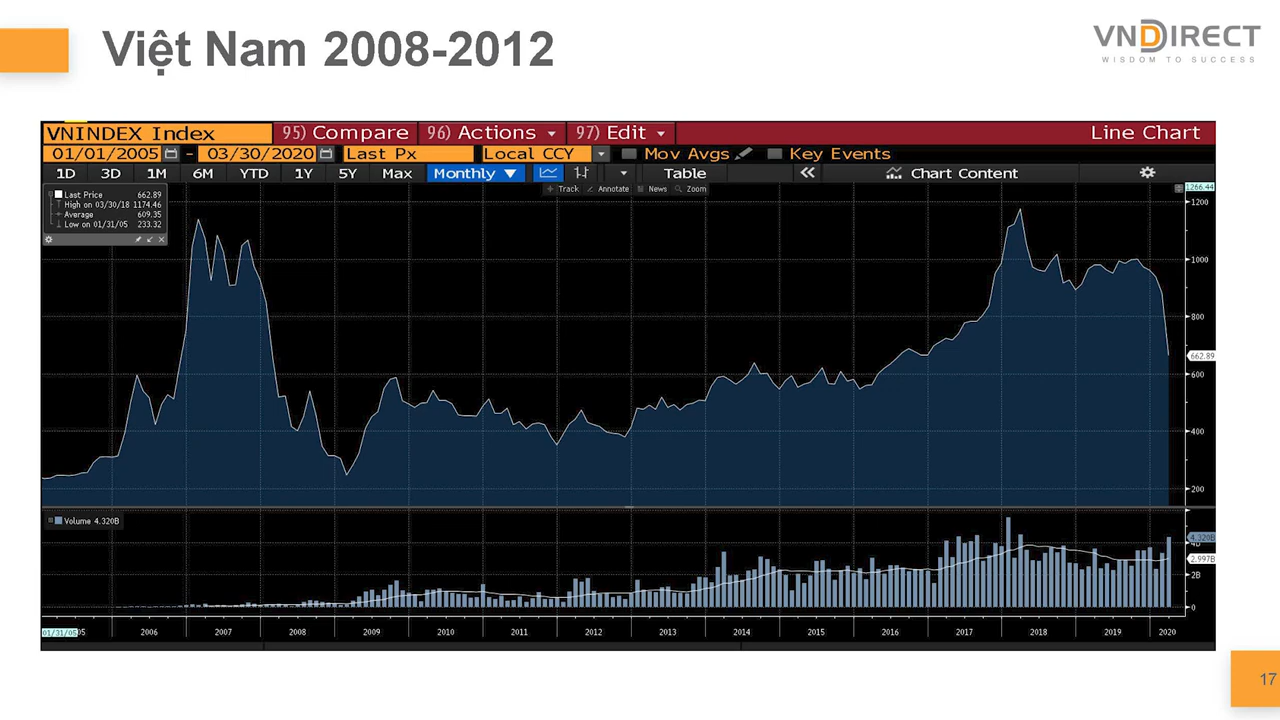 Việt Nam 2008-2012
VNDIRECT
WISDOM TO SUCCESS
VNINDEX Index 95) Compare 96) Actions 97) Edit Line Chart
01/01/2005 - 03/30/2020 Last Px Local CCY Mov Avgs Key Events
1D 3D 1M 6M YTD 1Y 5Y Max Monthly ▼ Table « Chart Content
Track Annotate News Zoom
Last Price 662.89
High on 03/30/18 1174.46
Average 609.35
Low on 01/31/05 233.32
1266.44
1200
1000
800
662.89
600
400
200
Volume 4.320B
4.320B
2.997B
2B
0
01/31/05 2006 2007 2008 2009 2010 2011 2012 2013 2014 2015 2016 2017 2018 2019 2020
17